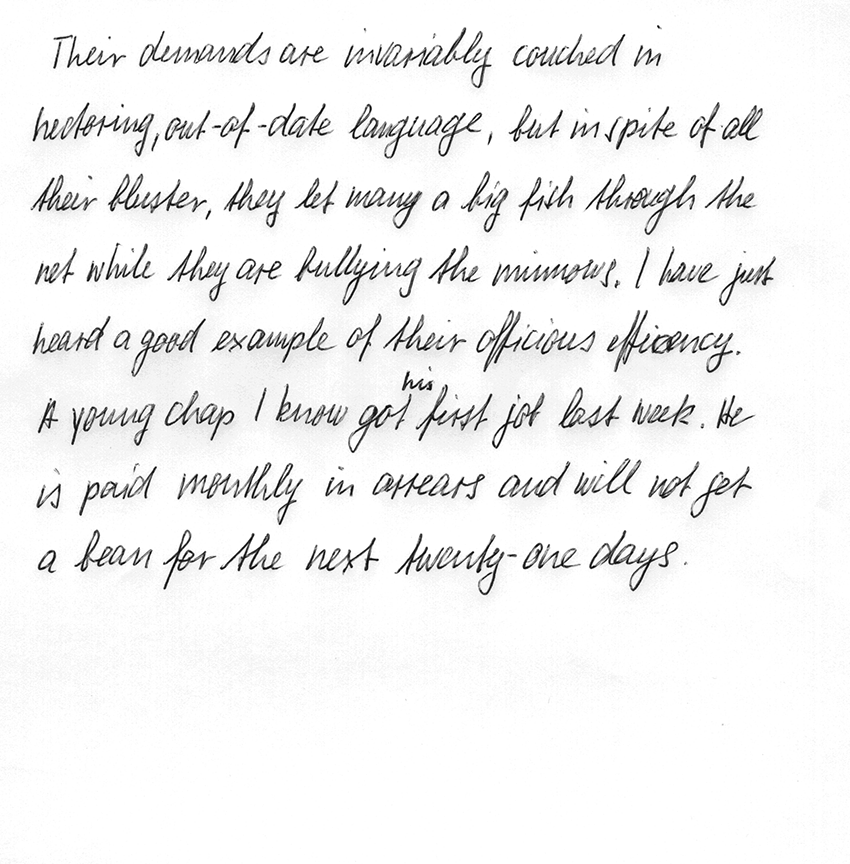 Their demands are invariably couched in
hectoring, out-of-date language, but in spite of all
their bluster, they let many a big fish through the
net while they are bullying the minnows. I have just
heard a good example of their officious efficency.
A young chap I know got his first job last week. He
is paid monthly in arrears and will not get
a bean for the next twenty-one days.